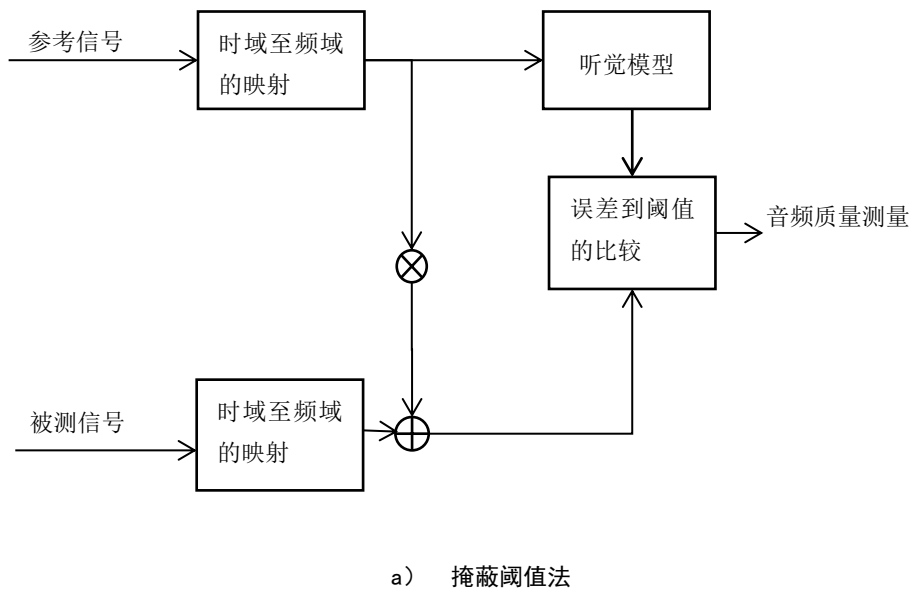 参考信号
时域至频域
的映射
听觉模型
误差到阈值
的比较
音频质量测量
被测信号
时域至频域
的映射
a） 掩蔽阈值法